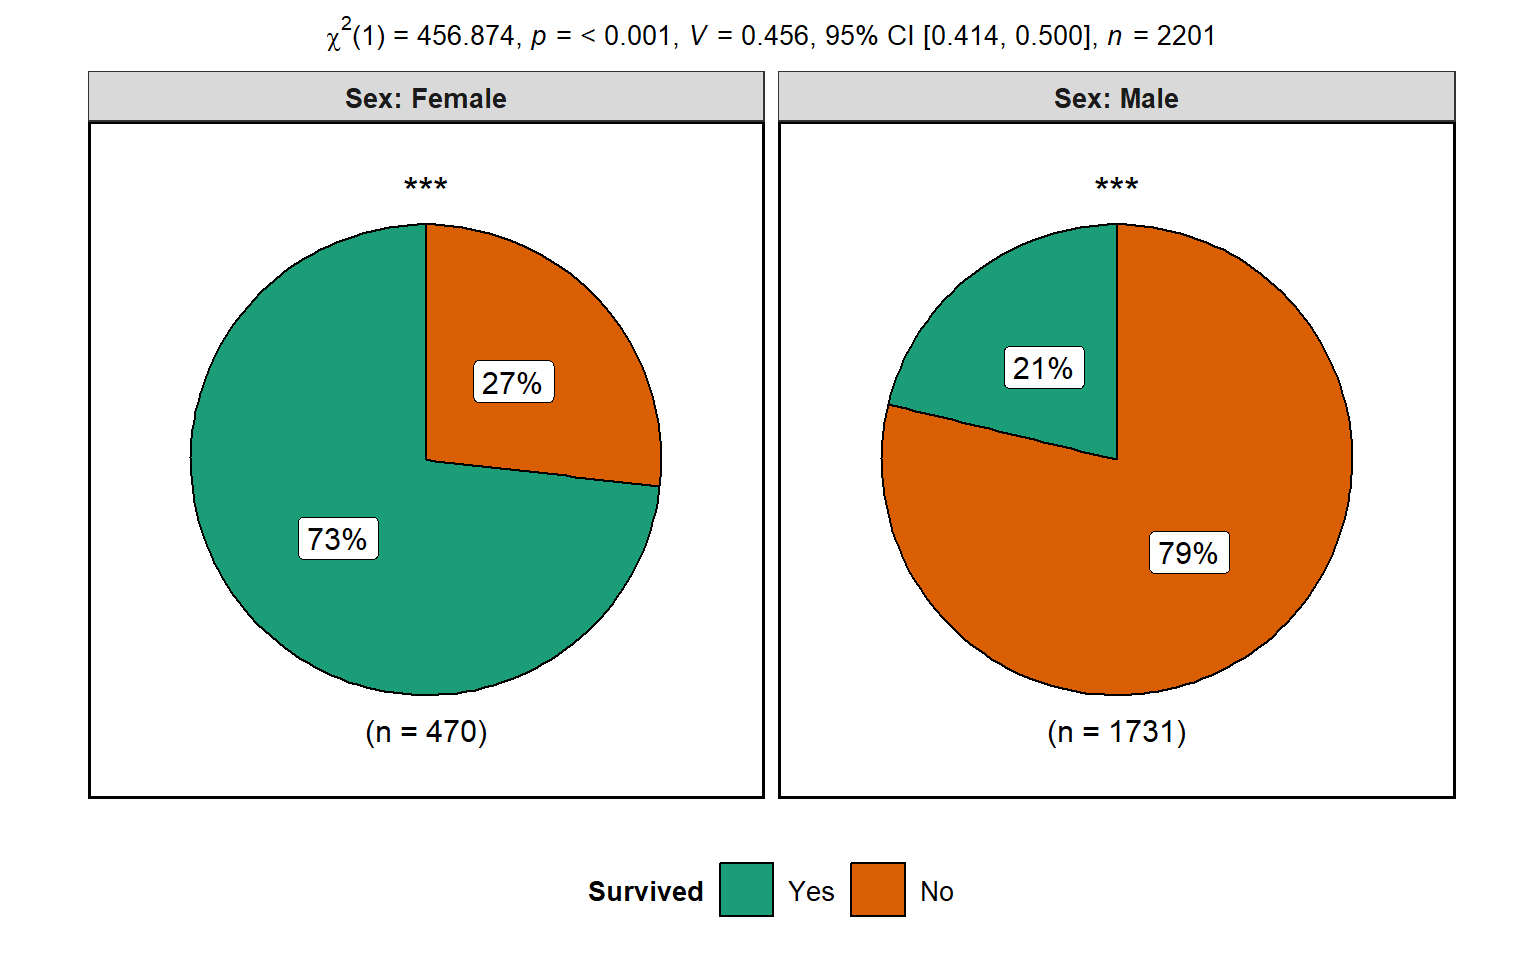 χ²(1) = 456.874, p = < 0.001, V = 0.456, 95% CI [0.414, 0.500], n = 2201
Sex: Female
***
27%
73%
(n = 470)
Sex: Male
***
21%
79%
(n = 1731)
Survived Yes No